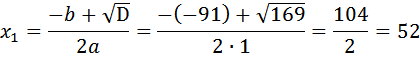 x₁ = (-b + √D)/(2a) = (-(-91) + √169)/(2 · 1) = 104/2 = 52